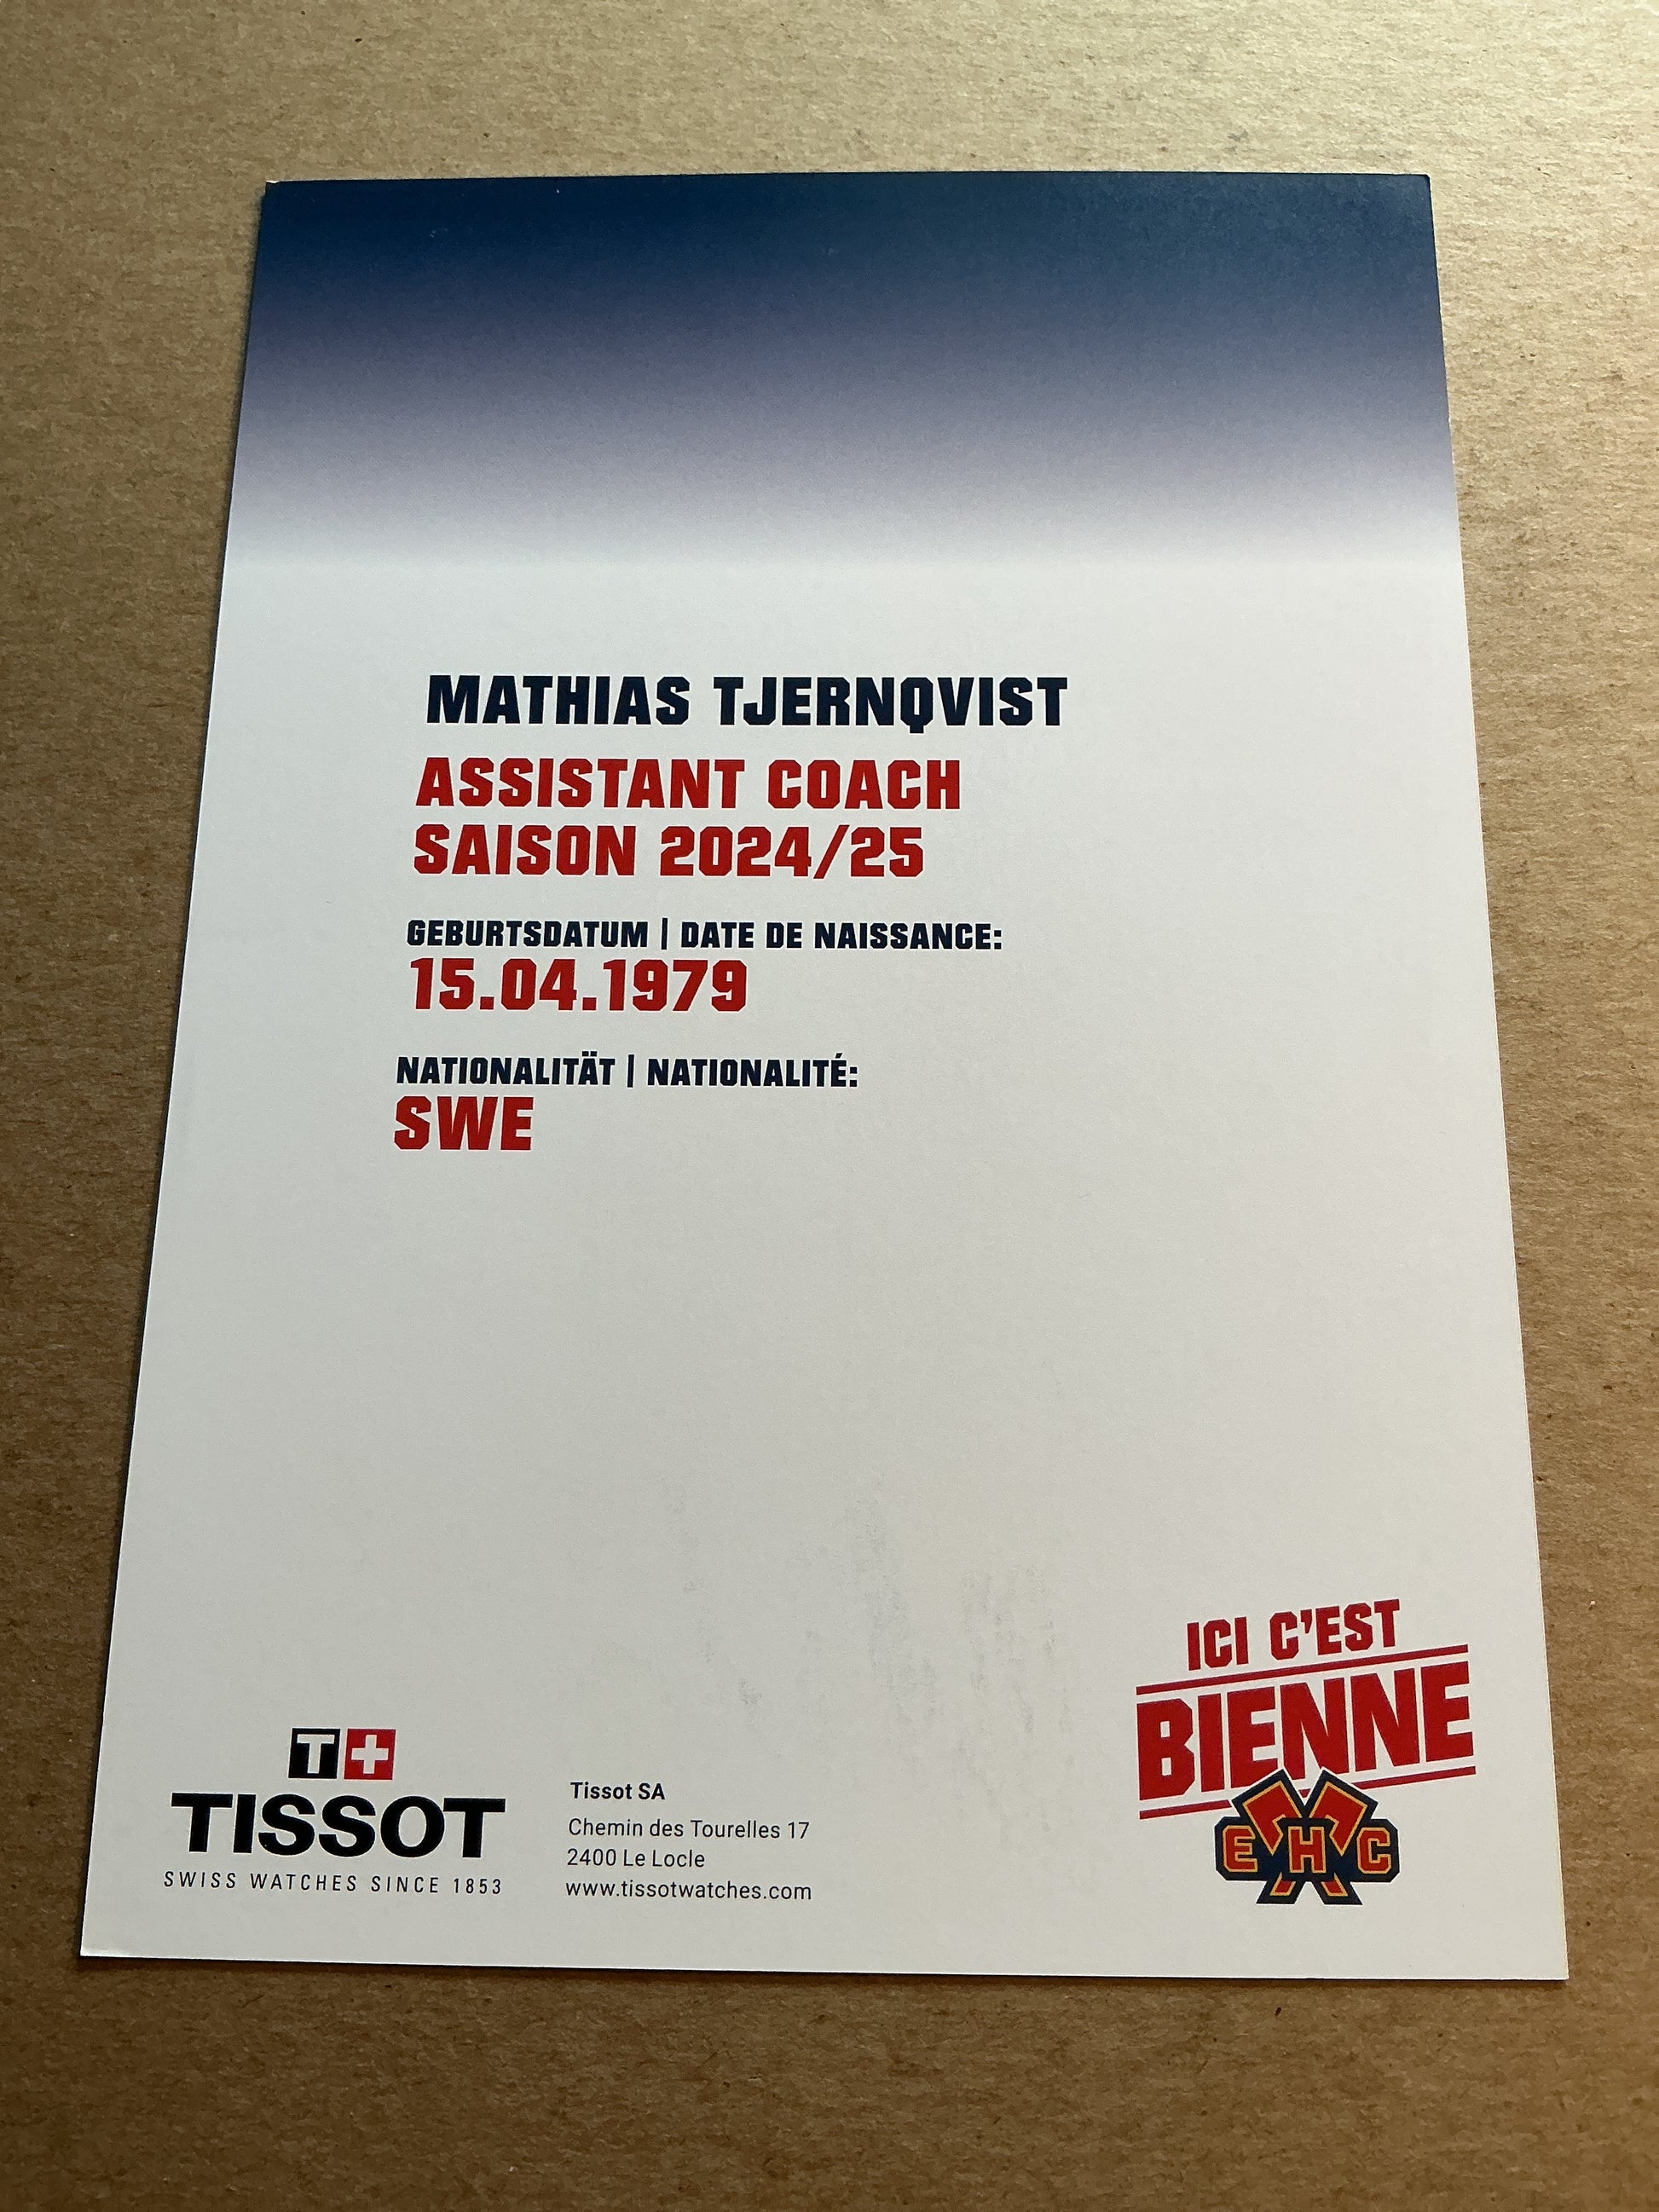 MATHIAS TJERNQVIST
ASSISTANT COACH
SAISON 2024/25
GEBURTSDATUM | DATE DE NAISSANCE:
15.04.1979
NATIONALITÄT | NATIONALITÉ:
SWE
ICI C'EST
BIENNE
EHC
T+
TISSOT
SWISS WATCHES SINCE 1853
Tissot SA
Chemin des Tourelles 17
2400 Le Locle
www.tissotwatches.com